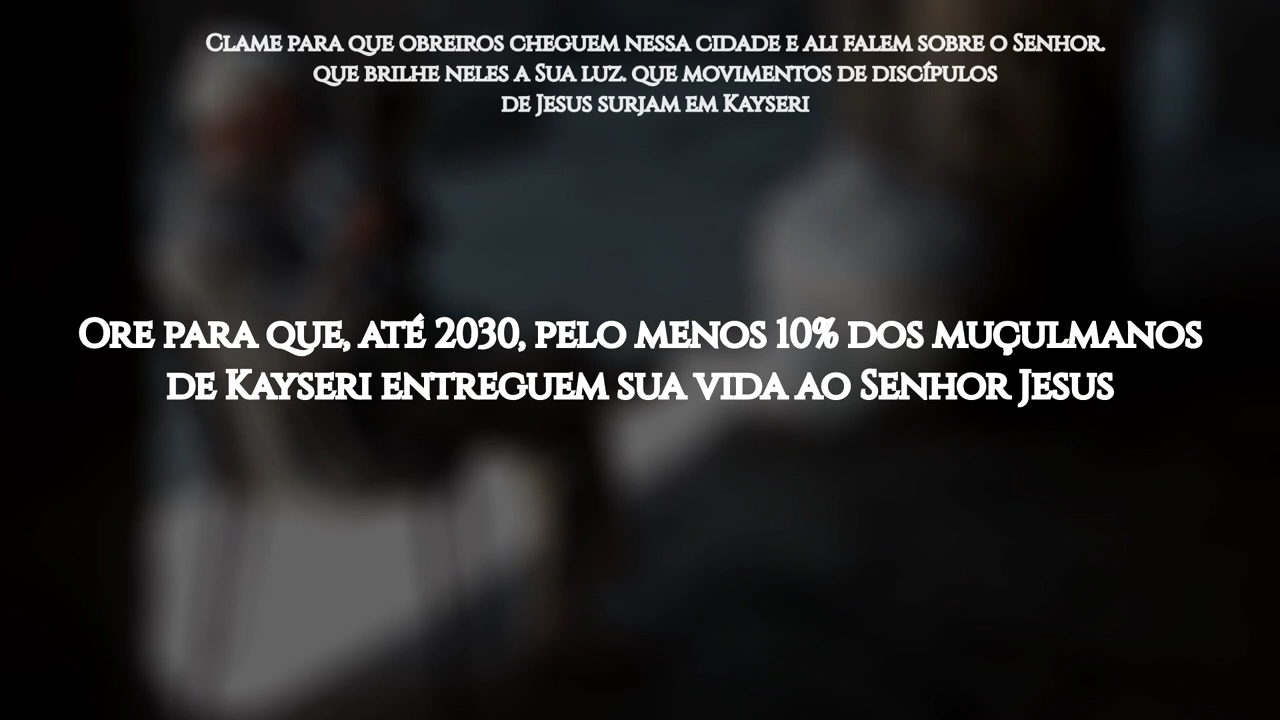 Clame para que obreiros cheguem nessa cidade e ali falem sobre o Senhor.
que brilhe neles a Sua luz. que movimentos de discípulos
de Jesus surjam em Kayseri
Ore para que, até 2030, pelo menos 10% dos muçulmanos
de Kayseri entreguem sua vida ao Senhor Jesus